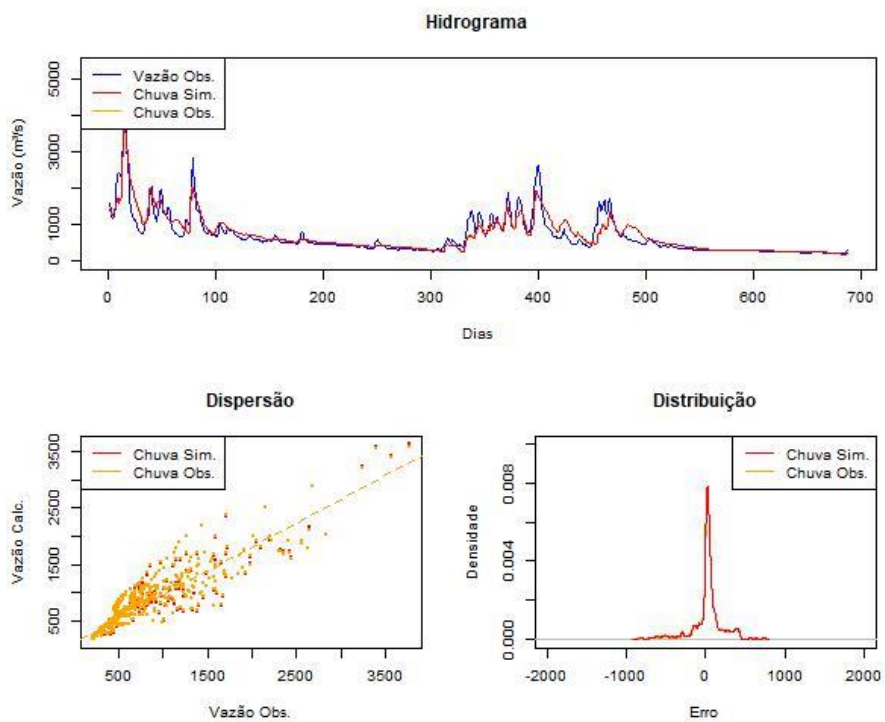 Hidrograma
Vazão (m³/s)
5000
3000
1000
0
Vazão Obs.
Chuva Sim.
Chuva Obs.
0 100 200 300 400 500 600 700
Dias
Dispersão
Vazão Calc.
3500
2500
1500
500
Chuva Sim.
Chuva Obs.
500 1500 2500 3500
Vazão Obs.
Distribuição
Densidade
0.008
0.004
0.000
Chuva Sim.
Chuva Obs.
-2000 -1000 0 1000 2000
Erro